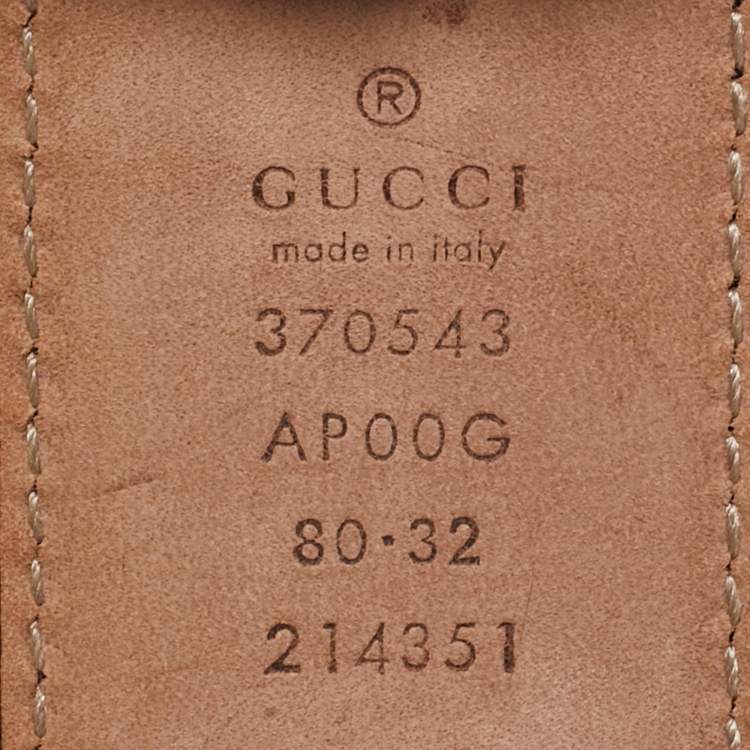 ®
GUCCI
made in italy
370543
AP00G
80·32
214351